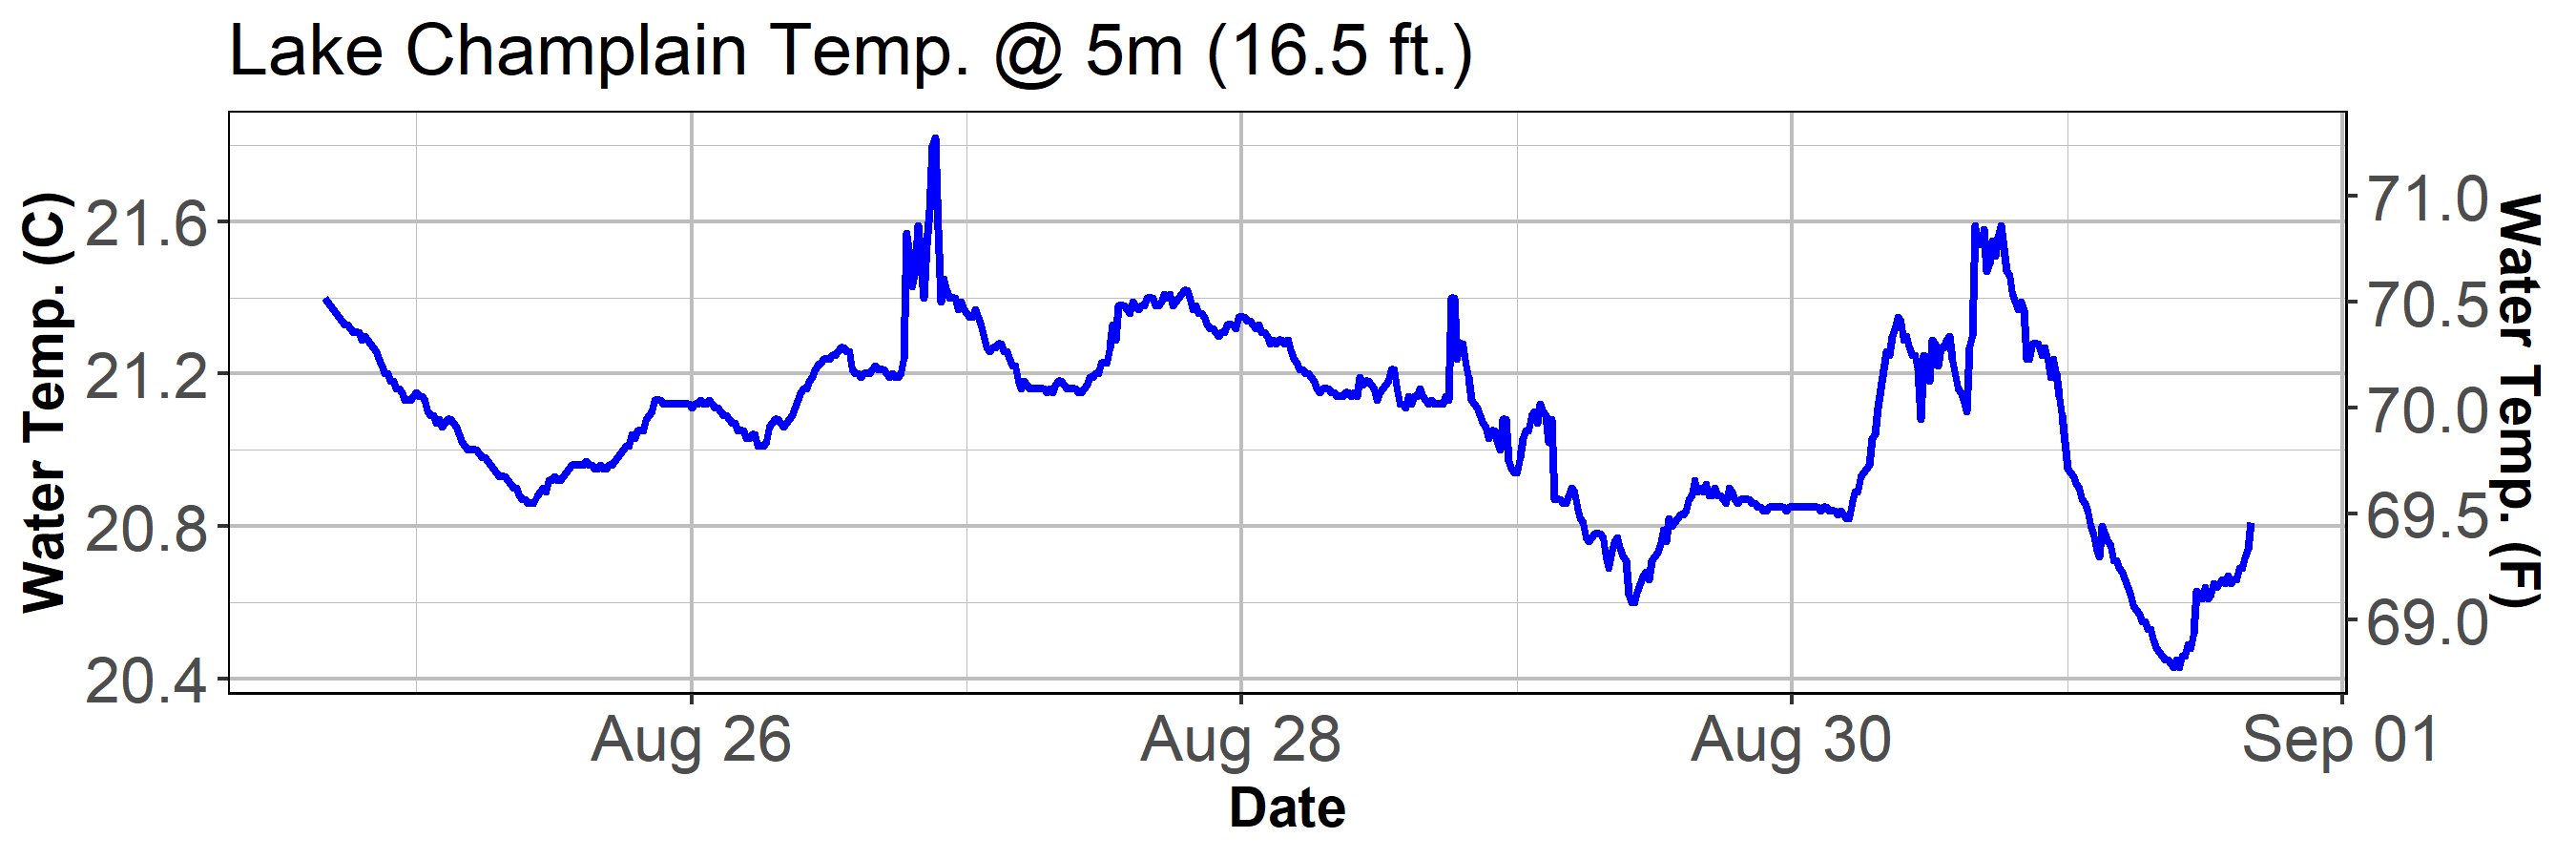 Lake Champlain Temp. @ 5m (16.5 ft.)
Water Temp. (C)
21.6
21.2
20.8
20.4
71.0
70.5
70.0
69.5
69.0
Water Temp. (F)
Aug 26
Aug 28
Aug 30
Sep 01
Date